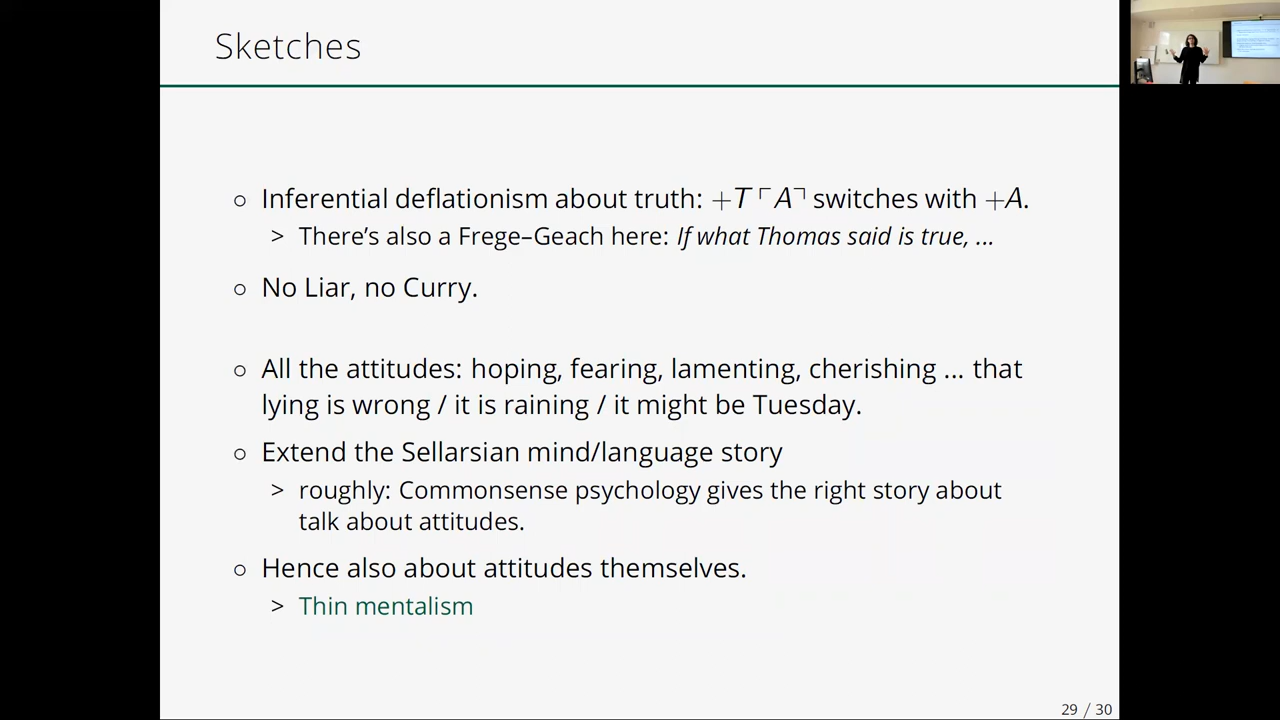 Sketches
○ Inferential deflationism about truth: +T⌜A⌝ switches with +A.
> There's also a Frege–Geach here: If what Thomas said is true, ...
○ No Liar, no Curry.
○ All the attitudes: hoping, fearing, lamenting, cherishing ... that
lying is wrong / it is raining / it might be Tuesday.
○ Extend the Sellarsian mind/language story
> roughly: Commonsense psychology gives the right story about
talk about attitudes.
○ Hence also about attitudes themselves.
> Thin mentalism
29 / 30